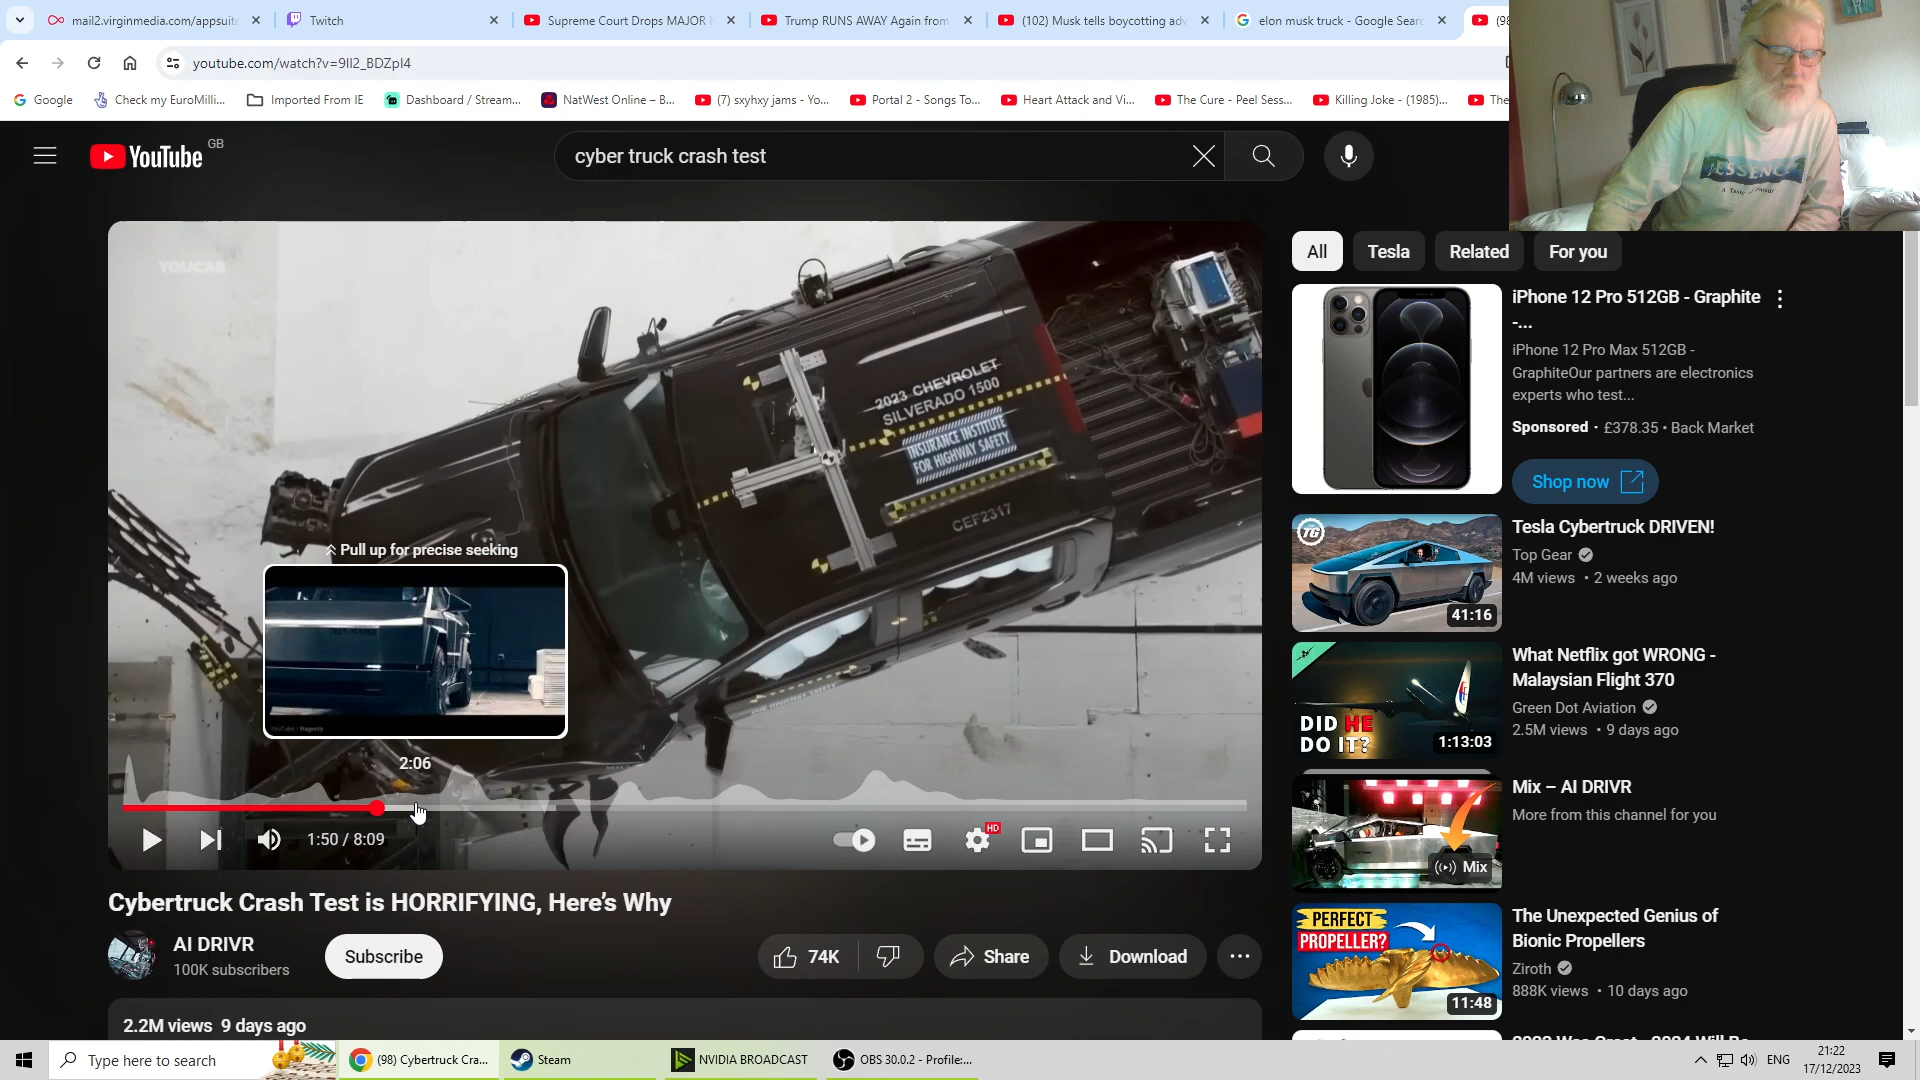 mail2.virginmedia.com/appsuite
Twitch
Supreme Court Drops MAJOR
Trump RUNS AWAY Again from
(102) Musk tells boycotting adv
elon musk truck - Google Searc
youtube.com/watch?v=9II2_BDZpI4
Google
Check my EuroMilli...
Imported From IE
Dashboard / Stream...
NatWest Online – B...
(7) sxyhxy jams - Yo...
Portal 2 - Songs To...
Heart Attack and Vi...
The Cure - Peel Sess...
Killing Joke - (1985)...
The
YouTube GB
cyber truck crash test
YOUCAR
2023 CHEVROLET
SILVERADO 1500
INSURANCE INSTITUTE
FOR HIGHWAY SAFETY
CEF2317
Pull up for precise seeking
2:06
1:50 / 8:09
HD
Cybertruck Crash Test is HORRIFYING, Here's Why
AI DRIVR
100K subscribers
Subscribe
74K
Share
Download
2.2M views 9 days ago
All
Tesla
Related
For you
iPhone 12 Pro 512GB - Graphite
-...
iPhone 12 Pro Max 512GB -
GraphiteOur partners are electronics
experts who test...
Sponsored • £378.35 • Back Market
Shop now
TG
41:16
Tesla Cybertruck DRIVEN!
Top Gear
4M views • 2 weeks ago
DID HE
DO IT?
1:13:03
What Netflix got WRONG -
Malaysian Flight 370
Green Dot Aviation
2.5M views • 9 days ago
Mix
Mix – AI DRIVR
More from this channel for you
PERFECT
PROPELLER?
11:48
The Unexpected Genius of
Bionic Propellers
Ziroth
888K views • 10 days ago
Type here to search
(98) Cybertruck Cra...
Steam
NVIDIA BROADCAST
OBS 30.0.2 - Profile:...
ENG
21:22
17/12/2023